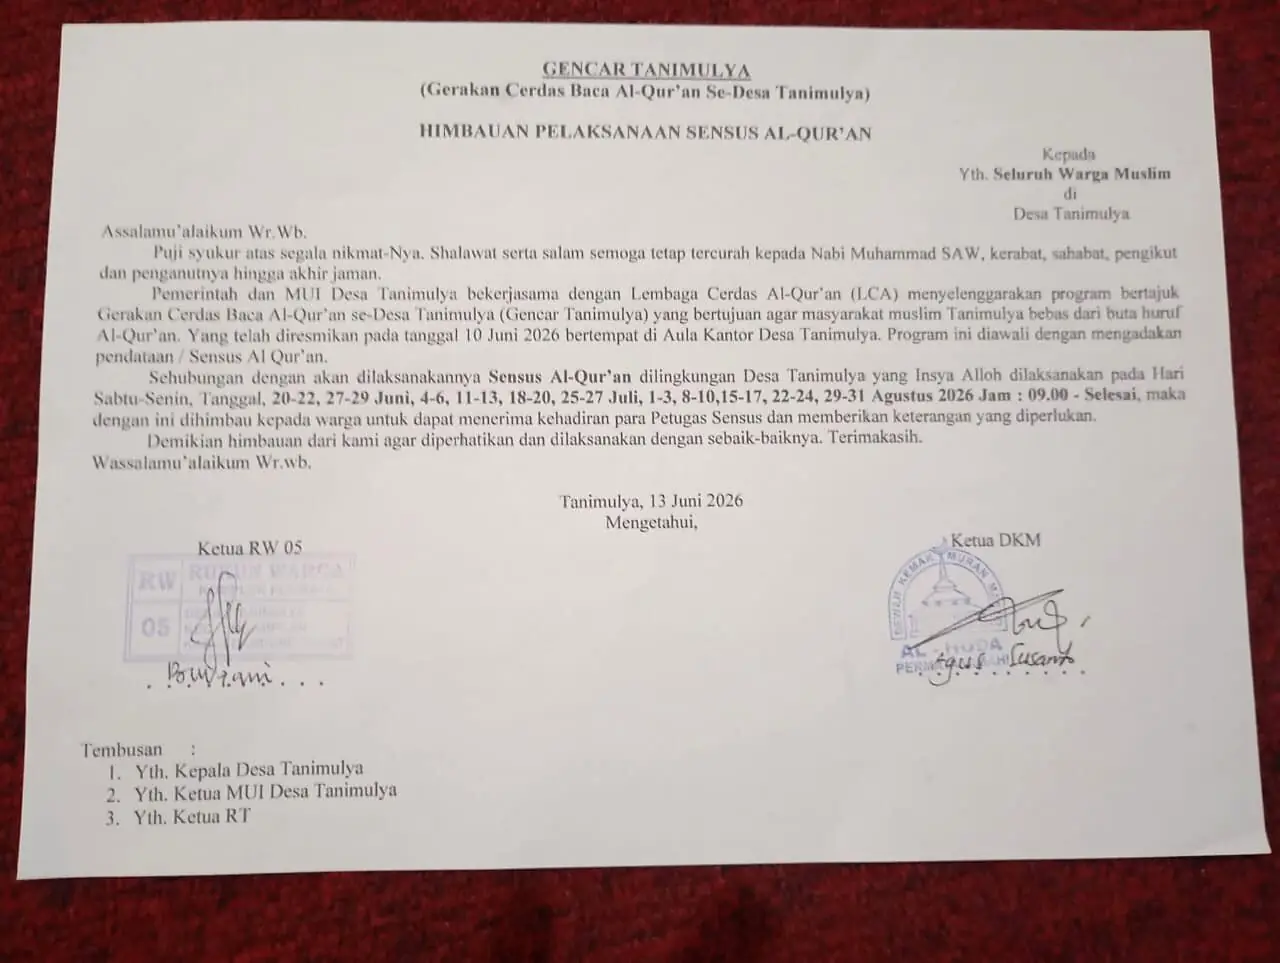 GENCAR TANIMULYA
(Gerakan Cerdas Baca Al-Qur'an Se-Desa Tanimulya)
HIMBAUAN PELAKSANAAN SENSUS AL-QUR'AN
Kepada
Yth. Seluruh Warga Muslim
di
Desa Tanimulya
Assalamu'alaikum Wr.Wb.
Puji syukur atas segala nikmat-Nya. Shalawat serta salam semoga tetap tercurah kepada Nabi Muhammad SAW, kerabat, sahabat, pengikut
dan penganutnya hingga akhir jaman.
Pemerintah dan MUI Desa Tanimulya bekerjasama dengan Lembaga Cerdas Al-Qur'an (LCA) menyelenggarakan program bertajuk
Gerakan Cerdas Baca Al-Qur'an se-Desa Tanimulya (Gencar Tanimulya) yang bertujuan agar masyarakat muslim Tanimulya bebas dari buta huruf
Al-Qur'an. Yang telah diresmikan pada tanggal 10 Juni 2026 bertempat di Aula Kantor Desa Tanimulya. Program ini diawali dengan mengadakan
pendataan / Sensus Al Qur'an.
Sehubungan dengan akan dilaksanakannya Sensus Al-Qur'an dilingkungan Desa Tanimulya yang Insya Alloh dilaksanakan pada Hari
Sabtu-Senin, Tanggal, 20-22, 27-29 Juni, 4-6, 11-13, 18-20, 25-27 Juli, 1-3, 8-10,15-17, 22-24, 29-31 Agustus 2026 Jam : 09.00 - Selesai, maka
dengan ini dihimbau kepada warga untuk dapat menerima kehadiran para Petugas Sensus dan memberikan keterangan yang diperlukan.
Demikian himbauan dari kami agar diperhatikan dan dilaksanakan dengan sebaik-baiknya. Terimakasih.
Wassalamu'alaikum Wr.wb.
Tanimulya, 13 Juni 2026
Mengetahui,
Ketua RW 05
Ketua DKM
RW RUKUN WARGA
05
DEWAN KEMAKMURAN
AL-HUDA
Agus Susanto
Tembusan :
1. Yth. Kepala Desa Tanimulya
2. Yth. Ketua MUI Desa Tanimulya
3. Yth. Ketua RT